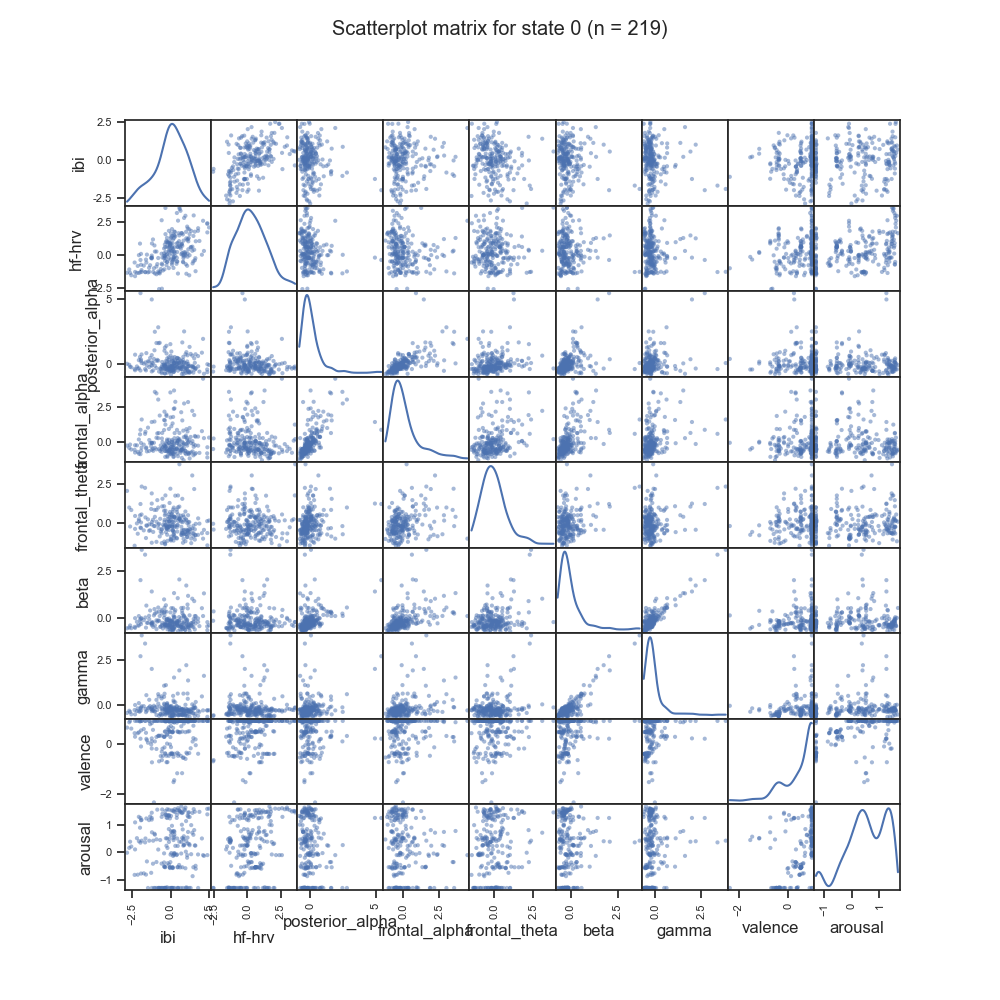 Scatterplot matrix for state 0 (n = 219)
2.5
0.0
-2.5
ibi
2.5
0.0
-2.5
hf-hrv
5
0
posterior_alpha
2.5
0.0
frontal_alpha
2.5
0.0
frontal_theta
2.5
0.0
beta
2.5
0.0
gamma
0
−2
valence
1
0
−1
arousal
-2.5 0.0 2.5 -2.5 0.0 2.5 0 5 0.0 2.5 0.0 2.5 0.0 2.5 0.0 2.5 −2 0 −1 0 1
ibi hf-hrv posterior_alpha frontal_alpha frontal_theta beta gamma valence arousal